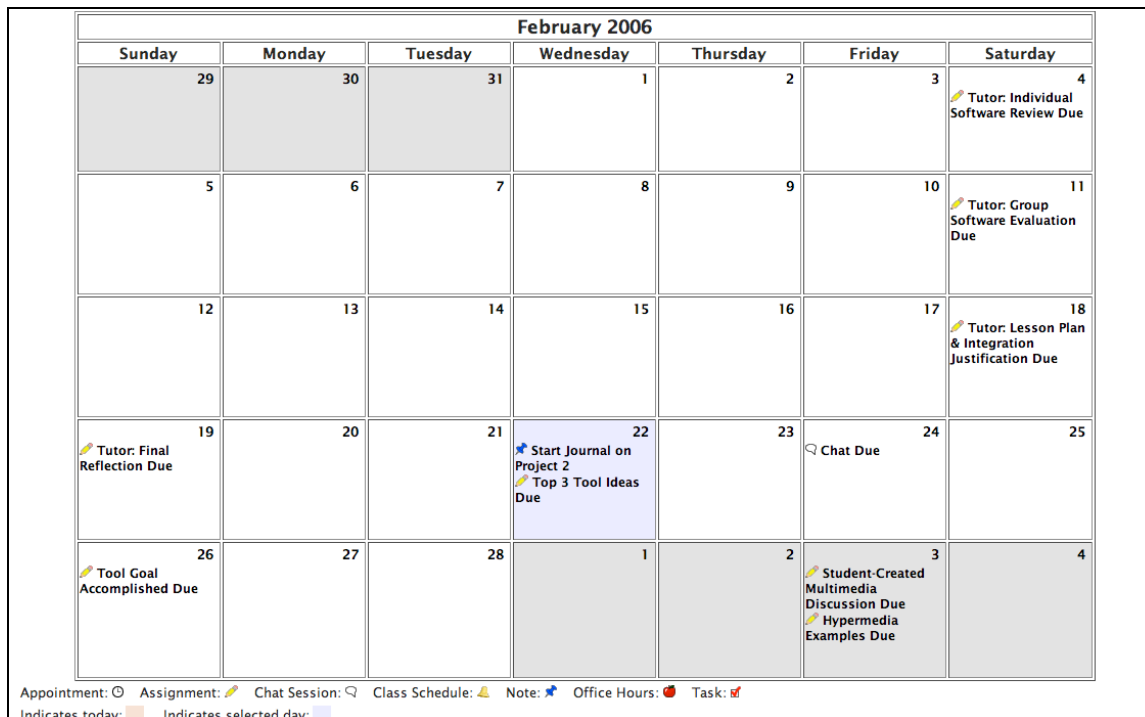 February 2006
Sunday Monday Tuesday Wednesday Thursday Friday Saturday
29 30 31 1 2 3 4
Tutor: Individual
Software Review Due
5 6 7 8 9 10 11
Tutor: Group
Software Evaluation
Due
12 13 14 15 16 17 18
Tutor: Lesson Plan
& Integration
Justification Due
19 20 21 22 23 24 25
Tutor: Final
Reflection Due
Start Journal on
Project 2
Top 3 Tool Ideas
Due
Chat Due
26 27 28 1 2 3 4
Tool Goal
Accomplished Due
Student-Created
Multimedia
Discussion Due
Hypermedia
Examples Due
Appointment: Assignment: Chat Session: Class Schedule: Note: Office Hours: Task:
Indicates today: Indicates selected day: